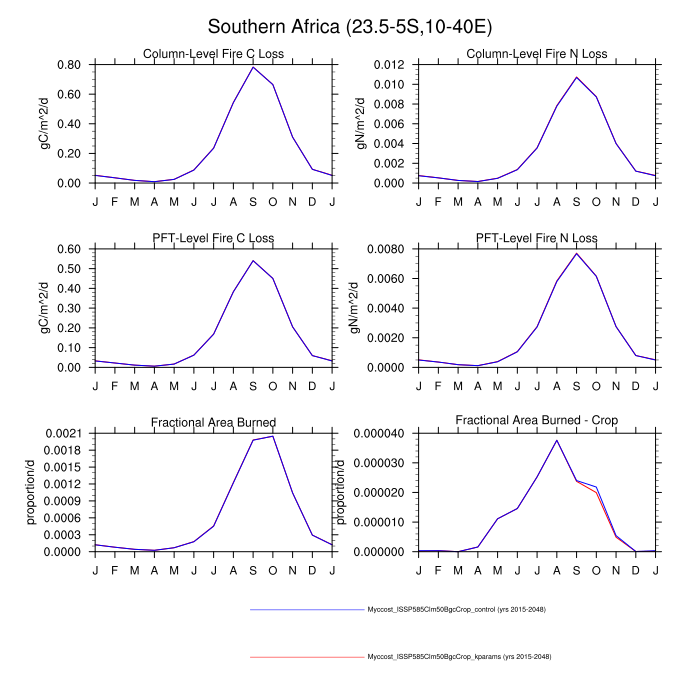 Southern Africa (23.5-5S,10-40E)
Column-Level Fire C Loss
gC/m^2/d
0.80
0.60
0.40
0.20
0.00
J F M A M J J A S O N D J
Column-Level Fire N Loss
gN/m^2/d
0.012
0.010
0.008
0.006
0.004
0.002
0.000
J F M A M J J A S O N D J
PFT-Level Fire C Loss
gC/m^2/d
0.60
0.50
0.40
0.30
0.20
0.10
0.00
J F M A M J J A S O N D J
PFT-Level Fire N Loss
gN/m^2/d
0.0080
0.0060
0.0040
0.0020
0.0000
J F M A M J J A S O N D J
Fractional Area Burned
proportion/d
0.0021
0.0018
0.0015
0.0012
0.0009
0.0006
0.0003
0.0000
J F M A M J J A S O N D J
Fractional Area Burned - Crop
proportion/d
0.000040
0.000030
0.000020
0.000010
0.000000
J F M A M J J A S O N D J
Myccost_ISSP585Clm50BgcCrop_control (yrs 2015-2048)
Myccost_ISSP585Clm50BgcCrop_kparams (yrs 2015-2048)